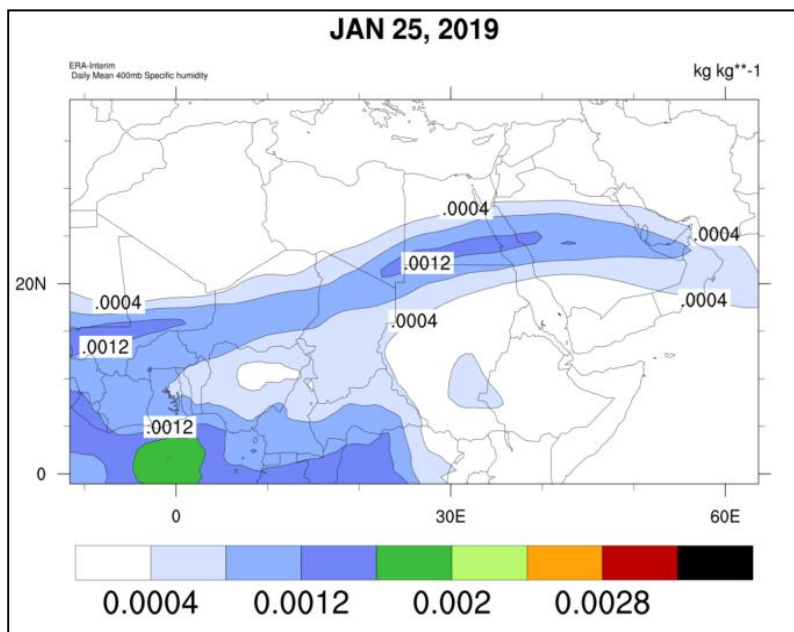 JAN 25, 2019
ERA-Interim
Daily Mean 400mb Specific humidity
kg kg**-1
.0004
.0004
.0012
20N
.0004
.0004
.0004
.0012
.0012
0
0
30E
60E
0.0004 0.0012 0.002 0.0028